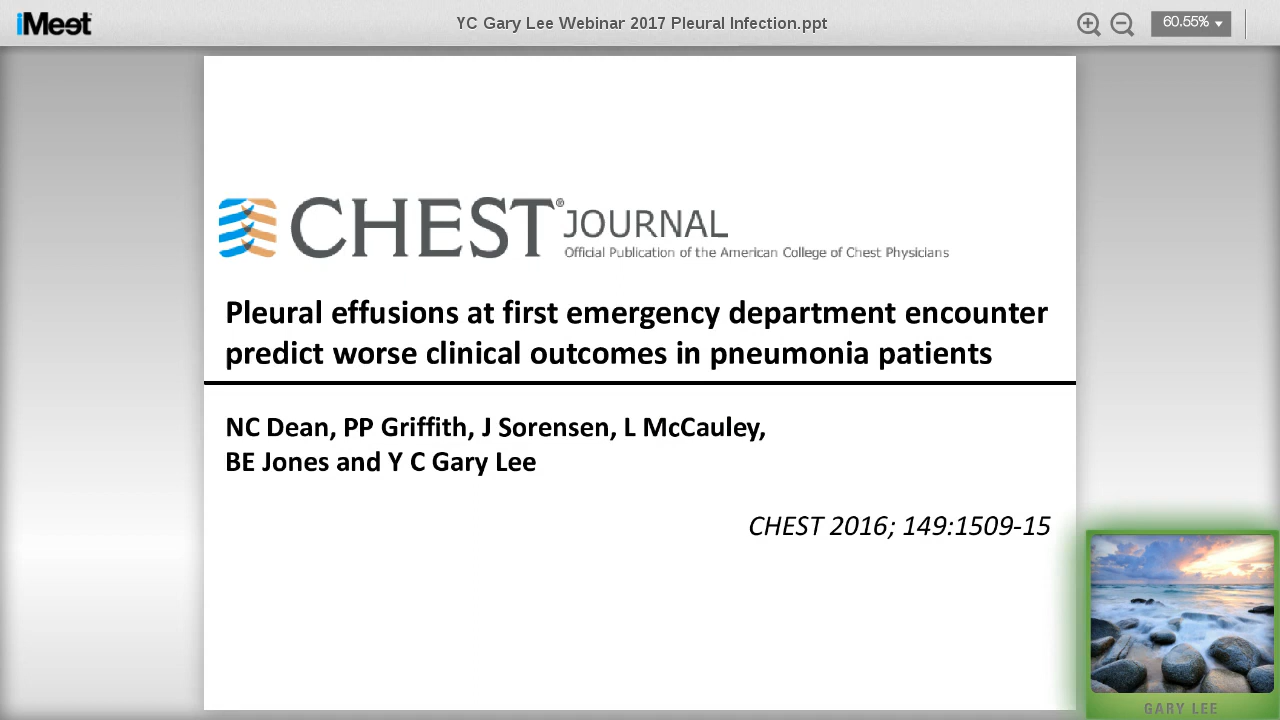 iMeet
YC Gary Lee Webinar 2017 Pleural Infection.ppt
60.55%
CHEST® JOURNAL
Official Publication of the American College of Chest Physicians
Pleural effusions at first emergency department encounter
predict worse clinical outcomes in pneumonia patients
NC Dean, PP Griffith, J Sorensen, L McCauley,
BE Jones and Y C Gary Lee
CHEST 2016; 149:1509-15
GARY LEE